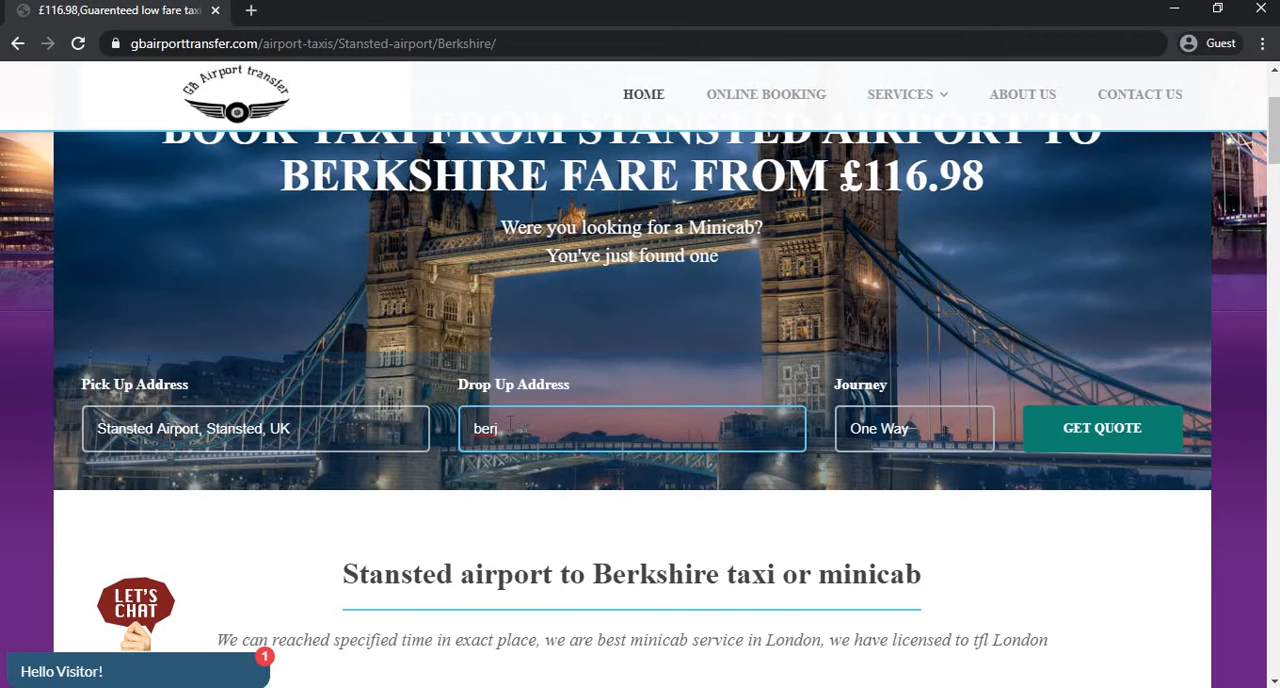 £116.98,Guarenteed low fare taxi
gbairporttransfer.com/airport-taxis/Stansted-airport/Berkshire/
Guest
GB Airport transfer
HOME
ONLINE BOOKING
SERVICES
ABOUT US
CONTACT US
BOOK TAXI FROM STANSTED AIRPORT TO
BERKSHIRE FARE FROM £116.98
Were you looking for a Minicab?
You've just found one
Pick Up Address
Drop Up Address
Journey
Stansted Airport, Stansted, UK
beri
One Way
GET QUOTE
Stansted airport to Berkshire taxi or minicab
LET'S
CHAT
We can reached specified time in exact place, we are best minicab service in London, we have licensed to tfl London
Hello Visitor!
1